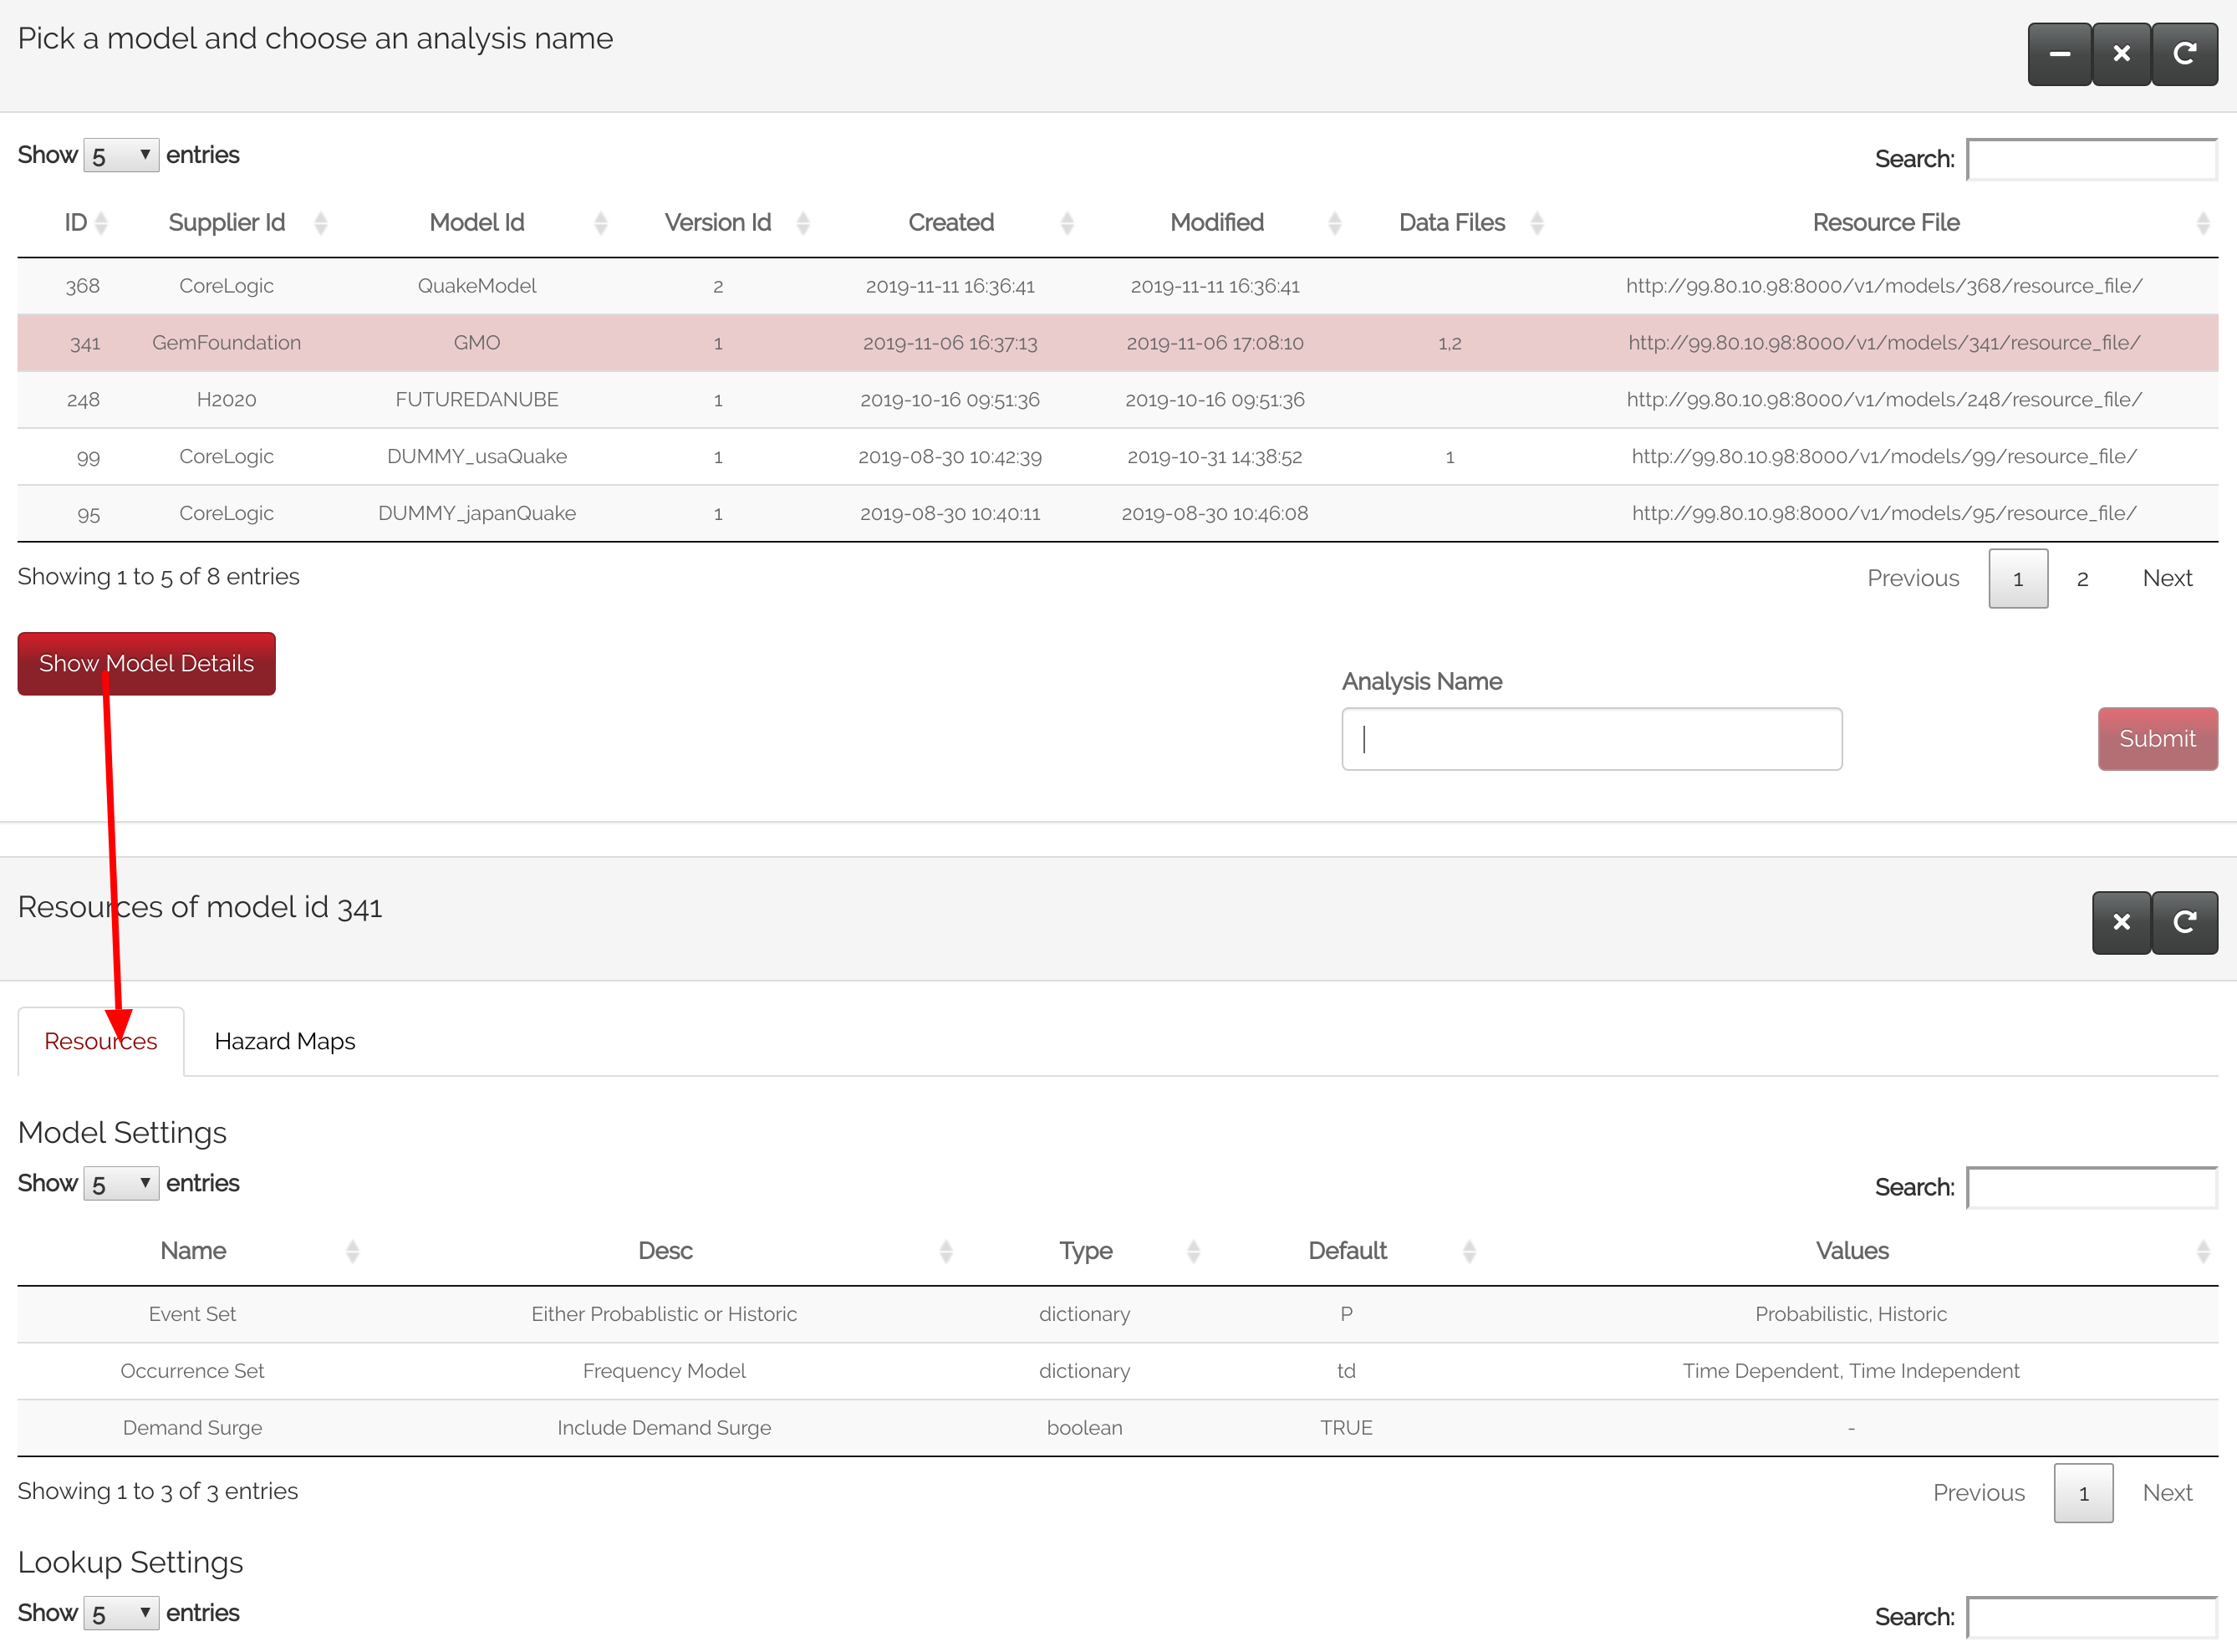 Pick a model and choose an analysis name
Show 5 entries
Search:
ID Supplier Id Model Id Version Id Created Modified Data Files Resource File
368 CoreLogic QuakeModel 2 2019-11-11 16:36:41 2019-11-11 16:36:41 http://99.80.10.98:8000/v1/models/368/resource_file/
341 GemFoundation GMO 1 2019-11-06 16:37:13 2019-11-06 17:08:10 1,2 http://99.80.10.98:8000/v1/models/341/resource_file/
248 H2020 FUTUREDANUBE 1 2019-10-16 09:51:36 2019-10-16 09:51:36 http://99.80.10.98:8000/v1/models/248/resource_file/
99 CoreLogic DUMMY_usaQuake 1 2019-08-30 10:42:39 2019-10-31 14:38:52 1 http://99.80.10.98:8000/v1/models/99/resource_file/
95 CoreLogic DUMMY_japanQuake 1 2019-08-30 10:40:11 2019-08-30 10:46:08 http://99.80.10.98:8000/v1/models/95/resource_file/
Showing 1 to 5 of 8 entries
Previous 1 2 Next
Show Model Details
Analysis Name
Submit
Resources of model id 341
Resources Hazard Maps
Model Settings
Show 5 entries
Search:
Name Desc Type Default Values
Event Set Either Probablistic or Historic dictionary P Probabilistic, Historic
Occurrence Set Frequency Model dictionary td Time Dependent, Time Independent
Demand Surge Include Demand Surge boolean TRUE -
Showing 1 to 3 of 3 entries
Previous 1 Next
Lookup Settings
Show 5 entries
Search: